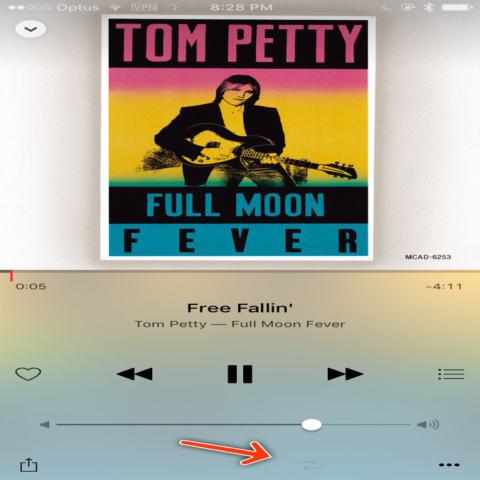 Optus VPN 8:28 PM
TOM PETTY
FULL MOON
FEVER
MCAD-6253
0:05 -4:11
Free Fallin'
Tom Petty — Full Moon Fever